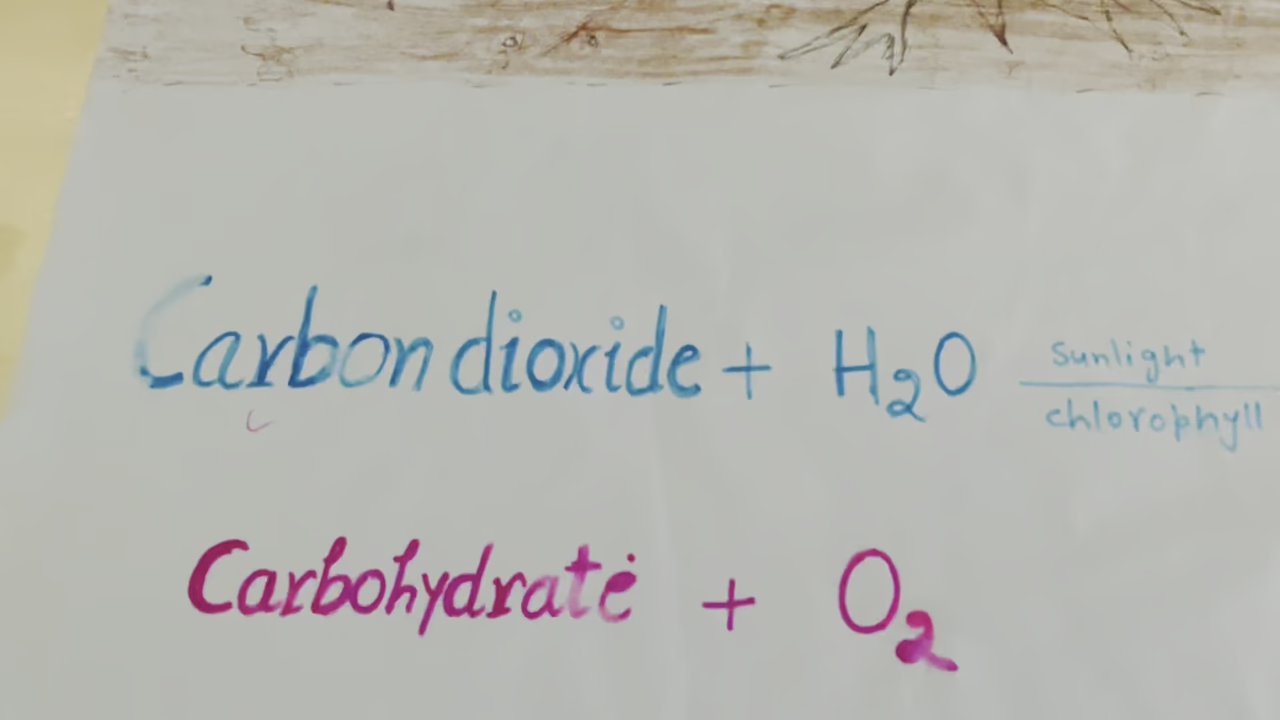 Carbon dioxide + H₂O sunlight
chlorophyll
Carbohydrate + O₂